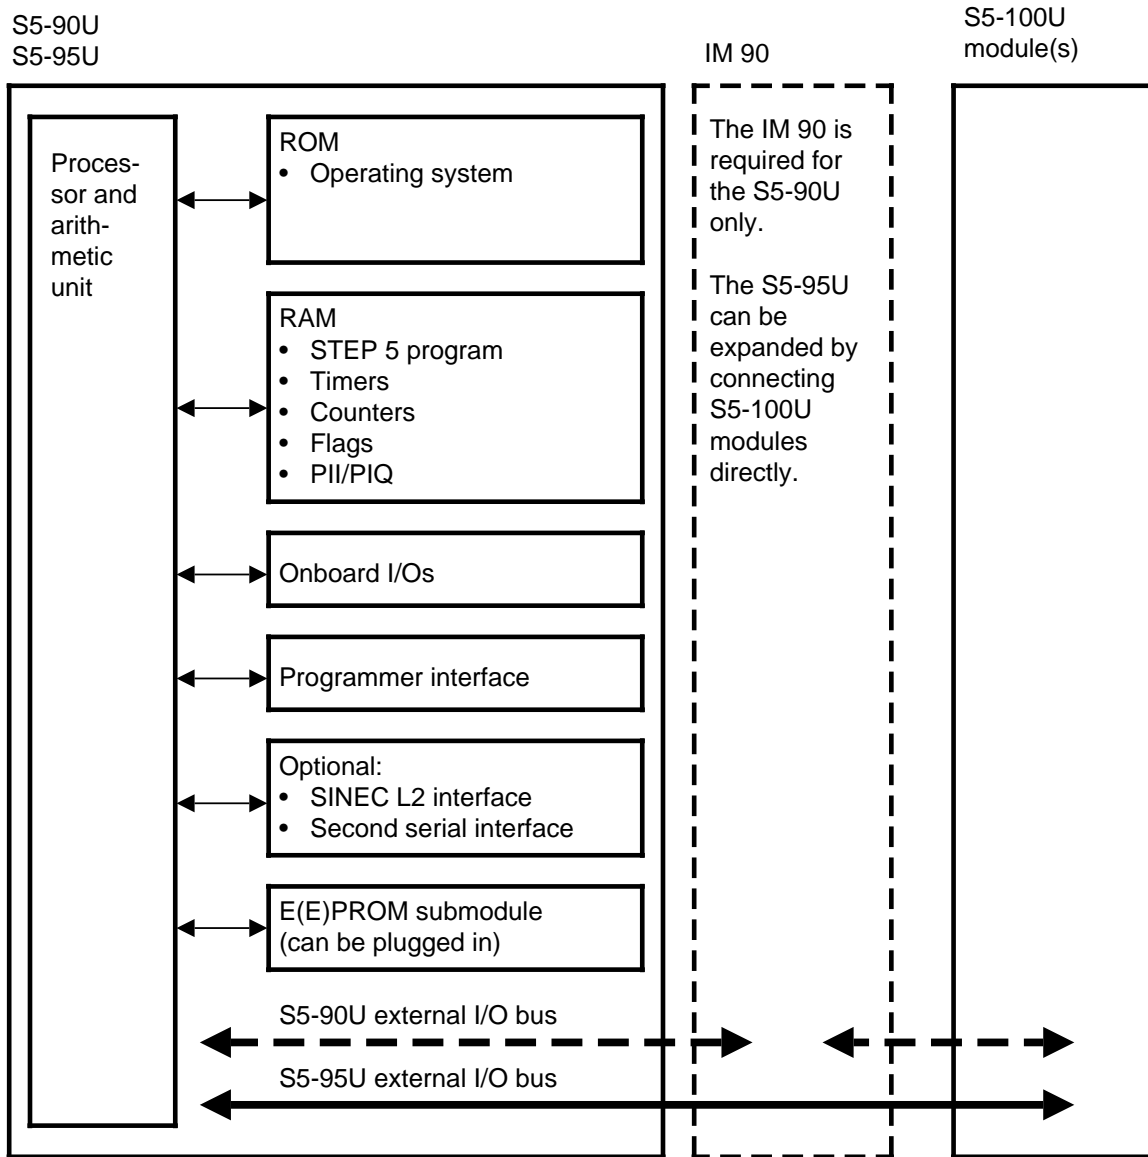 S5-90U
S5-95U
IM 90
S5-100U
module(s)
Proces-
sor and
arith-
metic
unit
ROM
• Operating system
RAM
• STEP 5 program
• Timers
• Counters
• Flags
• PII/PIQ
Onboard I/Os
Programmer interface
Optional:
• SINEC L2 interface
• Second serial interface
E(E)PROM submodule
(can be plugged in)
S5-90U external I/O bus
S5-95U external I/O bus
The IM 90 is
required for
the S5-90U
only.
The S5-95U
can be
expanded by
connecting
S5-100U
modules
directly.